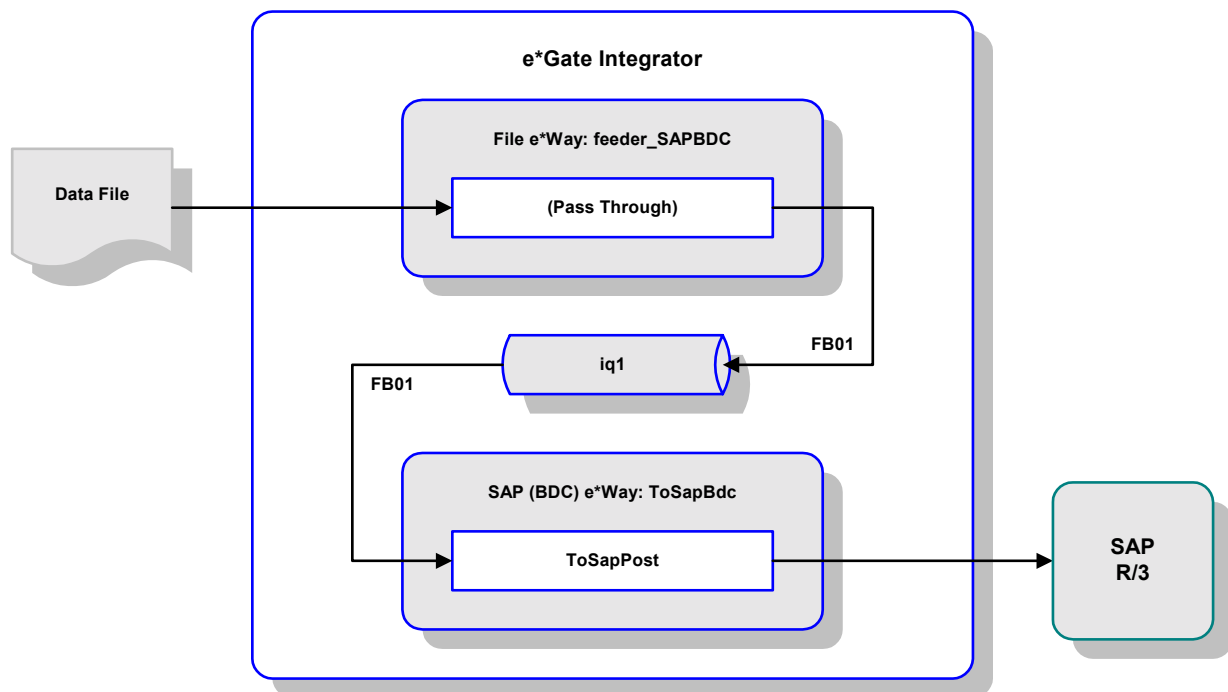 e*Gate Integrator
File e*Way: feeder_SAPBDC
Data File
(Pass Through)
FB01
iq1
FB01
SAP (BDC) e*Way: ToSapBdc
ToSapPost
SAP
R/3